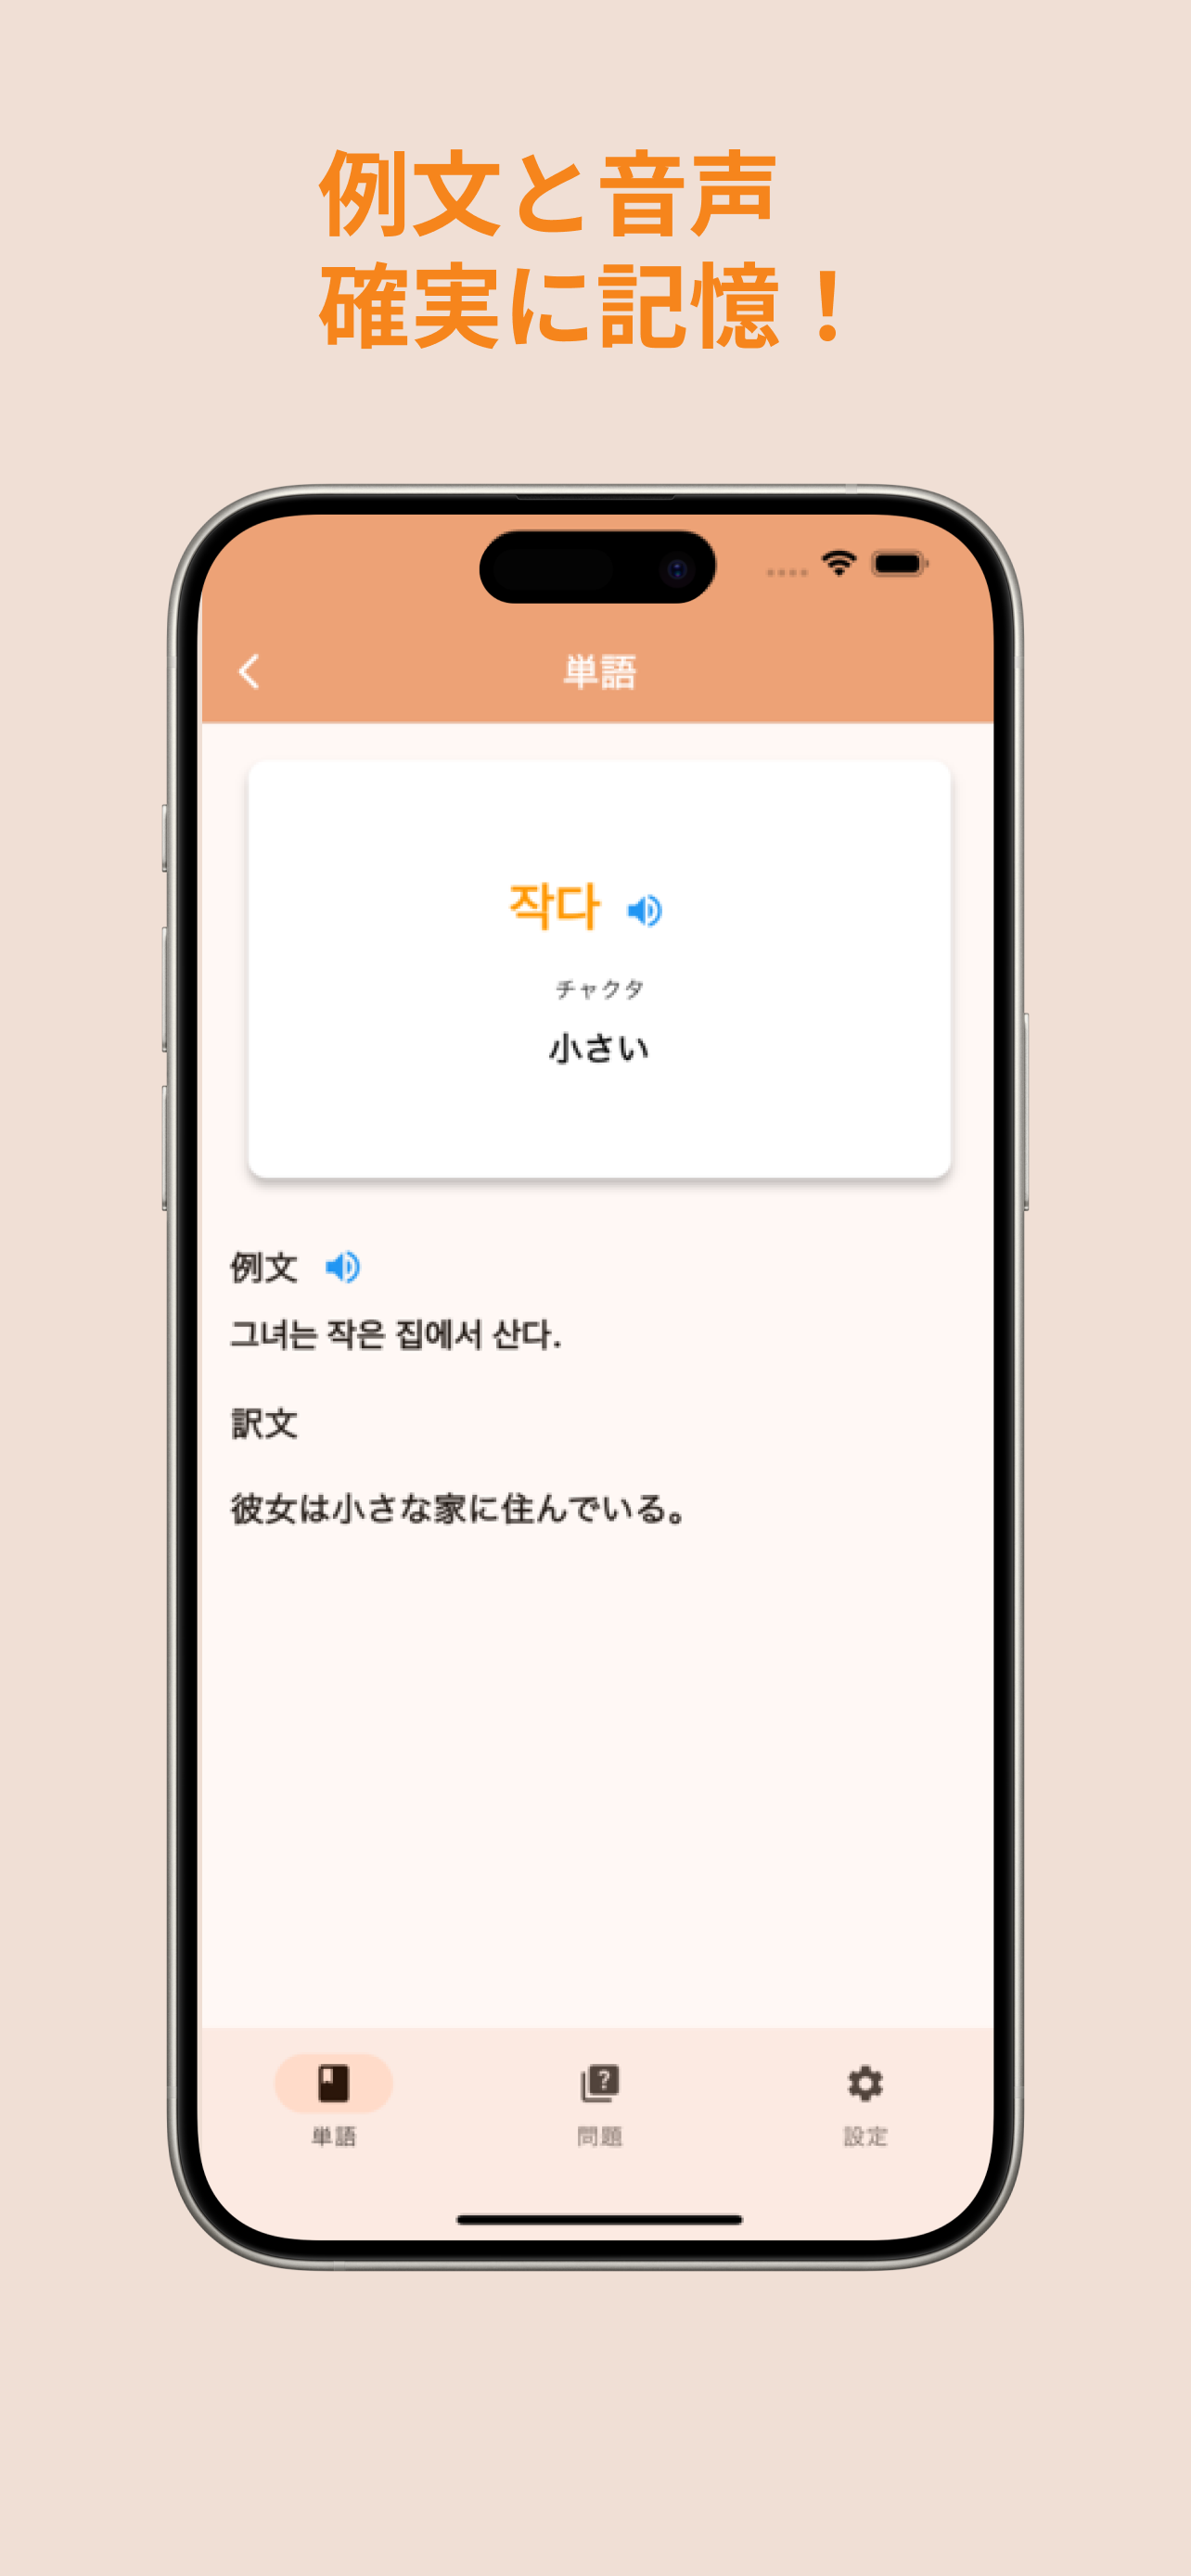 例文と音声
確実に記憶！
単語
작다
チャクタ
小さい
例文
그녀는 작은 집에서 산다.
訳文
彼女は小さな家に住んでいる。
単語
問題
設定